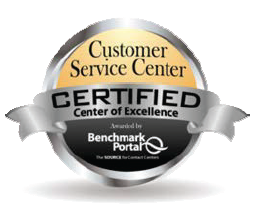 Customer
Service Center
CERTIFIED
Center of Excellence
Awarded by
Benchmark
Portal
The SOURCE for Contact Centers